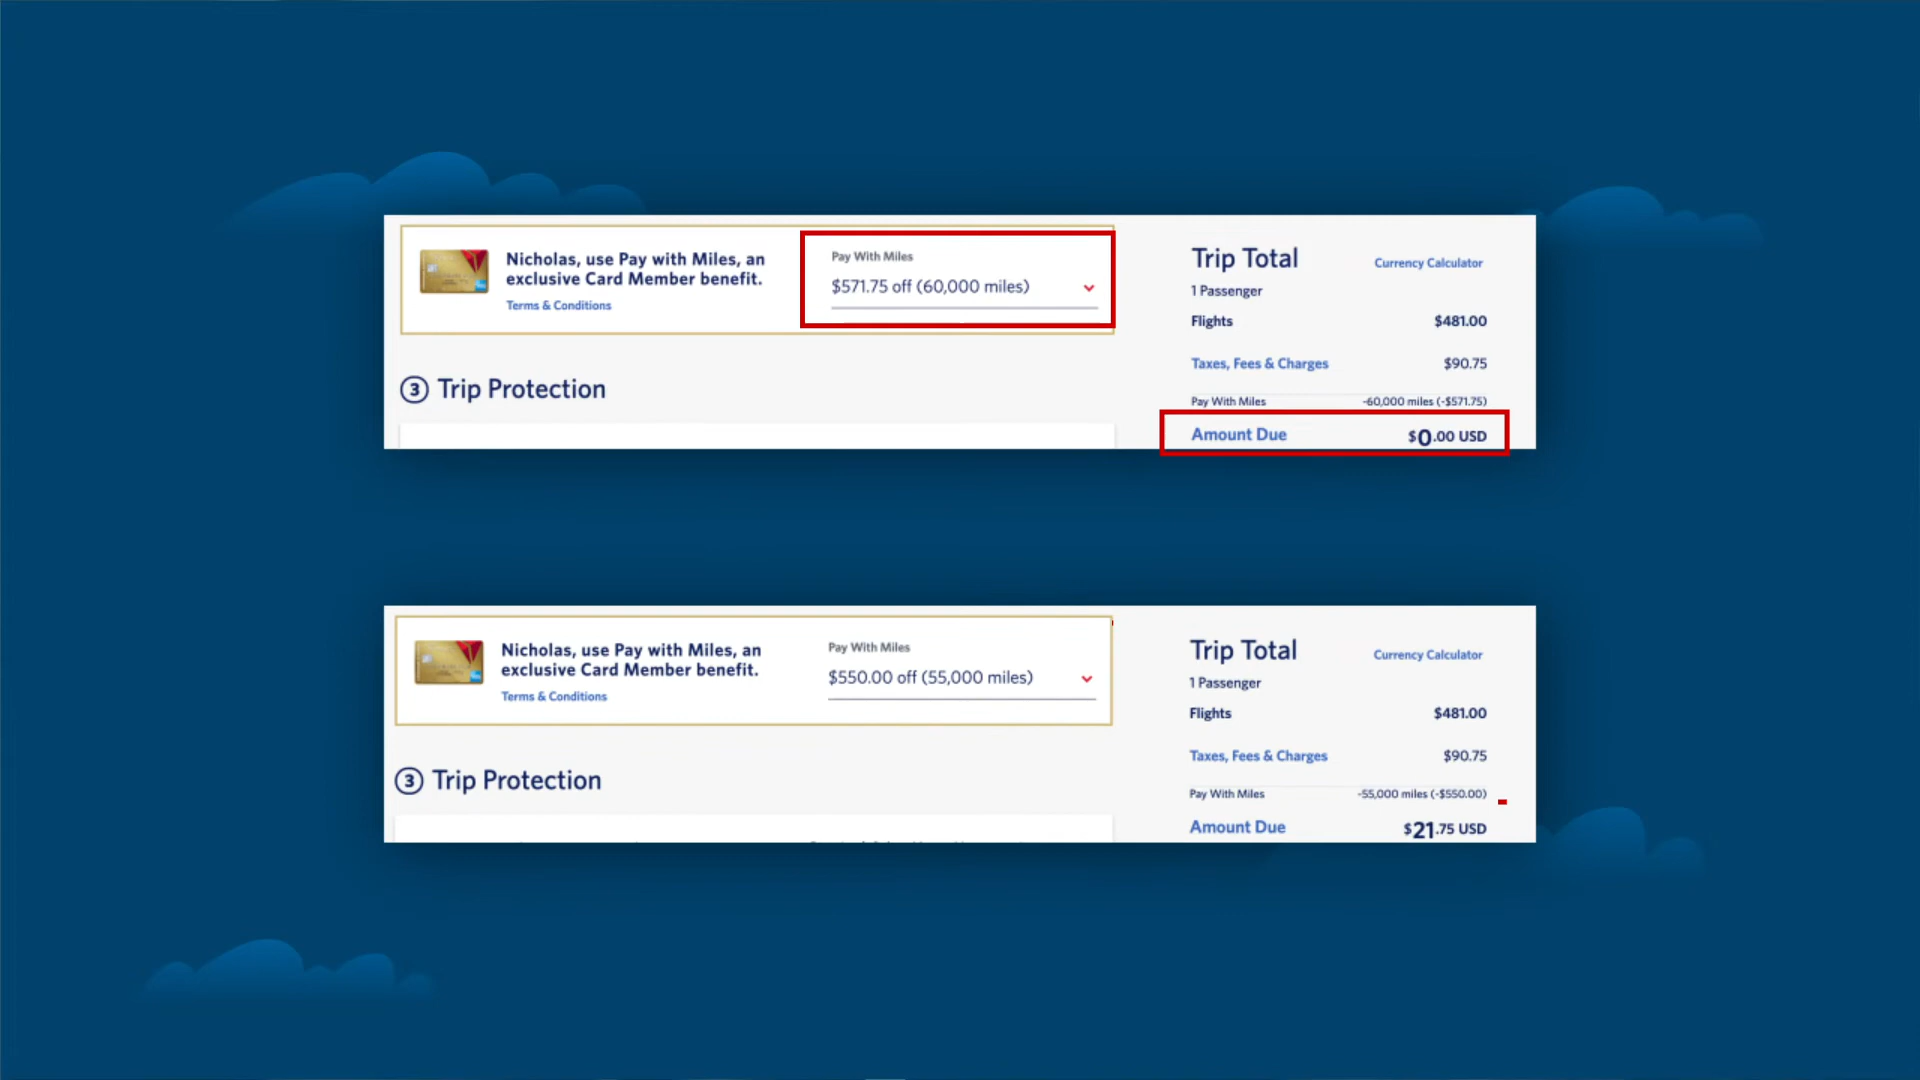 Nicholas, use Pay with Miles, an
exclusive Card Member benefit.
Terms & Conditions
Pay With Miles
$571.75 off (60,000 miles)
3 Trip Protection
Trip Total
Currency Calculator
1 Passenger
Flights $481.00
Taxes, Fees & Charges $90.75
Pay With Miles -60,000 miles (-$571.75)
Amount Due $0.00 USD
Nicholas, use Pay with Miles, an
exclusive Card Member benefit.
Terms & Conditions
Pay With Miles
$550.00 off (55,000 miles)
3 Trip Protection
Trip Total
Currency Calculator
1 Passenger
Flights $481.00
Taxes, Fees & Charges $90.75
Pay With Miles -55,000 miles (-$550.00)
Amount Due $21.75 USD